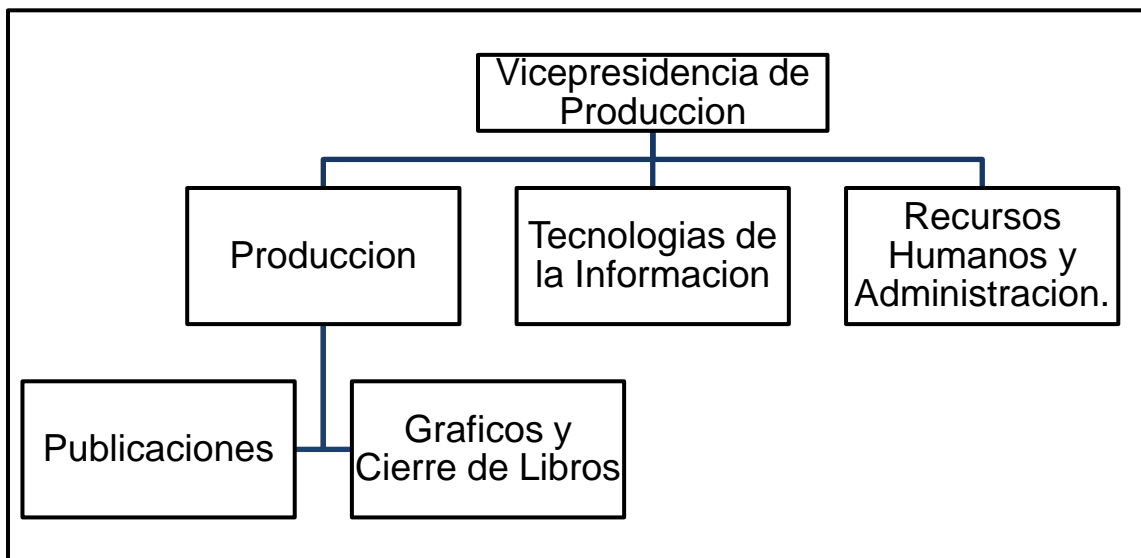 Vicepresidencia de
Produccion
Produccion
Tecnologias de
la Informacion
Recursos
Humanos y
Administracion.
Publicaciones
Graficos y
Cierre de Libros